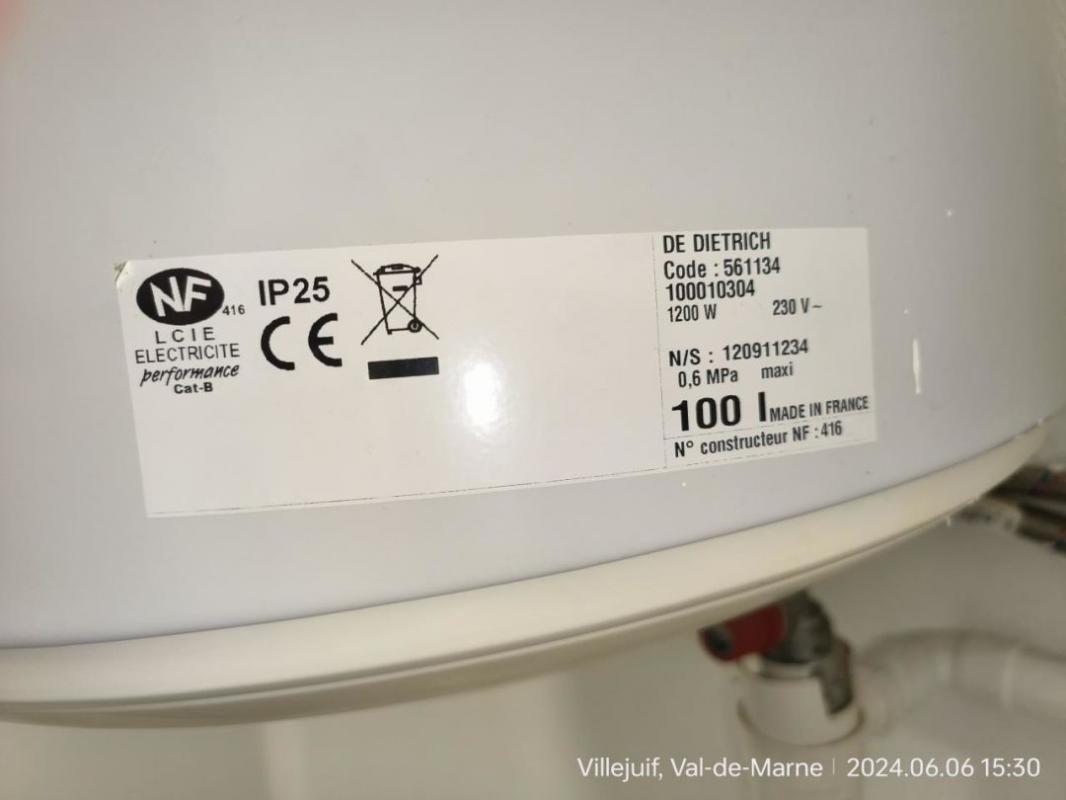 NF 416
LCIE
ELECTRICITE
performance
Cat-B
IP25
CE
DE DIETRICH
Code : 561134
100010304
1200 W 230 V~
N/S : 120911234
0,6 MPa maxi
100 l MADE IN FRANCE
N° constructeur NF : 416
Villejuif, Val-de-Marne | 2024.06.06 15:30